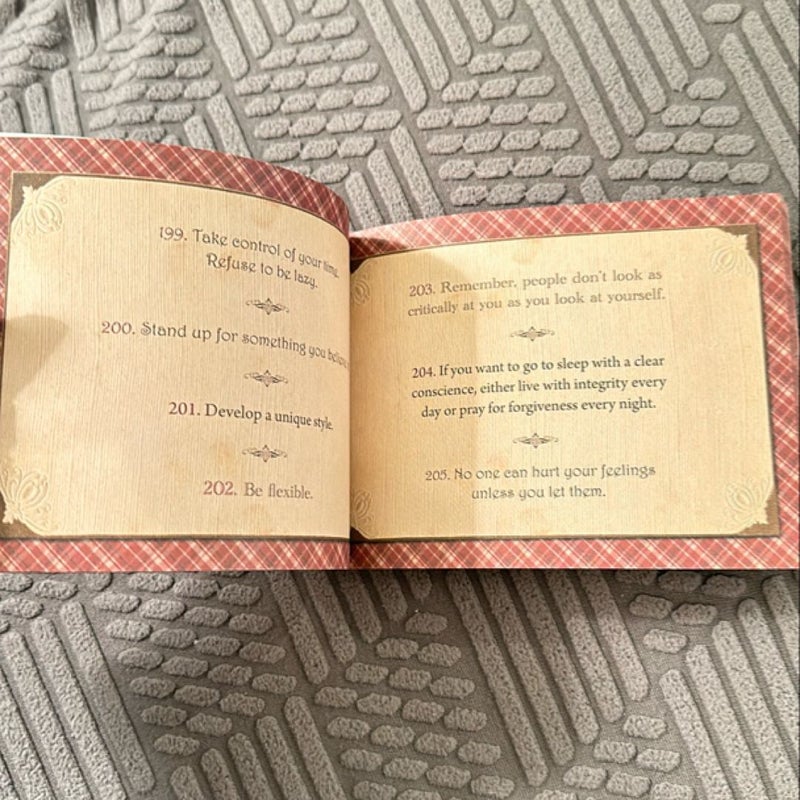 199. Take control of your time.
Refuse to be lazy.
200. Stand up for something you believe
201. Develop a unique style.
202. Be flexible.
203. Remember, people don't look as
critically at you as you look at yourself.
204. If you want to go to sleep with a clear
conscience, either live with integrity every
day or pray for forgiveness every night.
205. No one can hurt your feelings
unless you let them.